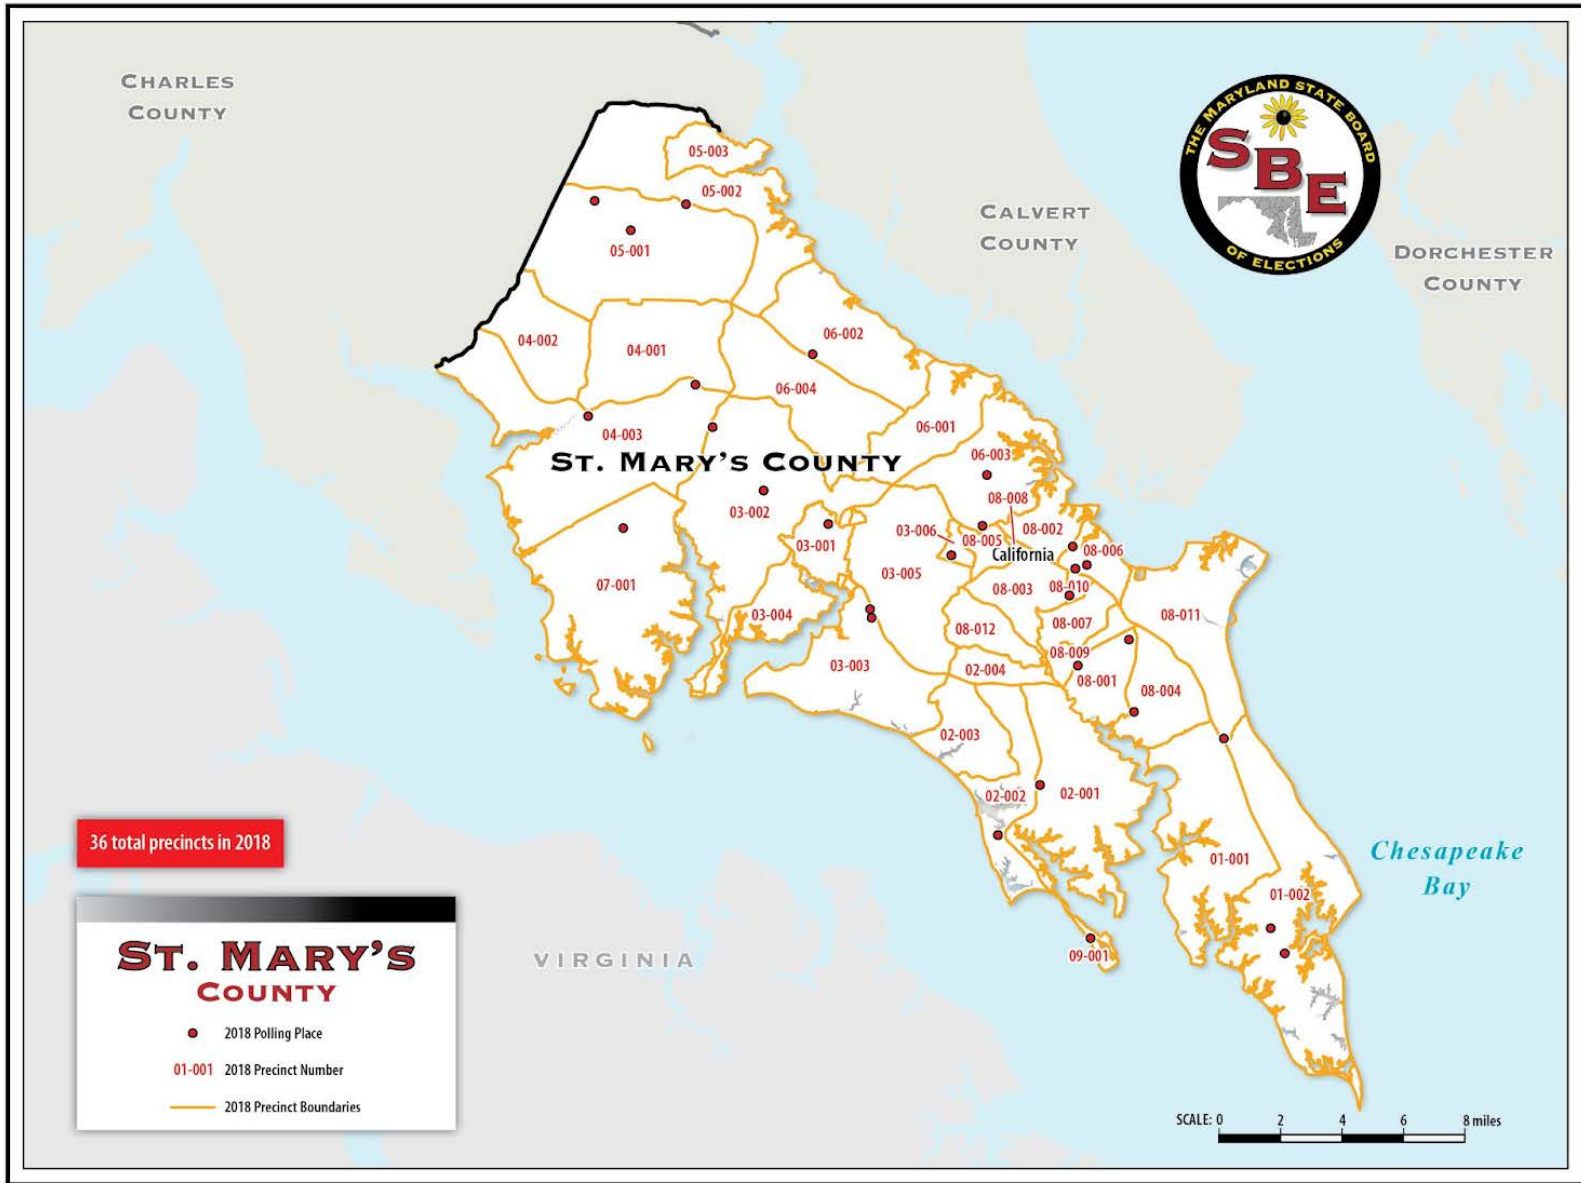 CHARLES
COUNTY
THE MARYLAND STATE BOARD
SBE
OF ELECTIONS
CALVERT
COUNTY
DORCHESTER
COUNTY
05-003
05-002
05-001
04-002
04-001
06-002
06-004
04-003
06-001
ST. MARY'S COUNTY
06-003
08-008
03-002
03-006
08-005
08-002
03-001
California
08-006
03-005
07-001
08-003
08-010
03-004
08-007
08-011
08-012
08-009
03-003
02-004
08-001
08-004
02-003
02-002
02-001
01-001
01-002
09-001
Chesapeake
Bay
VIRGINIA
36 total precincts in 2018
ST. MARY'S
COUNTY
2018 Polling Place
01-001 2018 Precinct Number
2018 Precinct Boundaries
SCALE: 0 2 4 6 8 miles